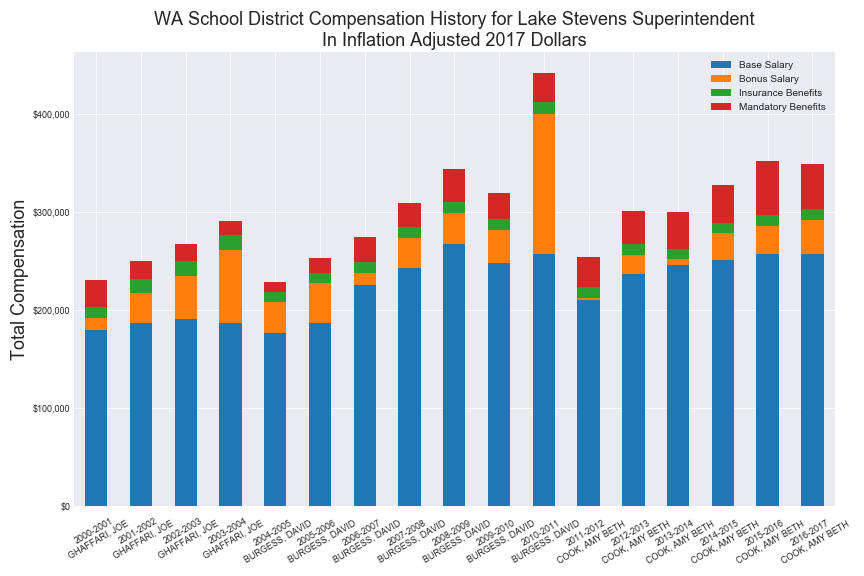 WA School District Compensation History for Lake Stevens Superintendent
In Inflation Adjusted 2017 Dollars
Base Salary
Bonus Salary
Insurance Benefits
Mandatory Benefits
Total Compensation
$400,000
$300,000
$200,000
$100,000
$0
2000-2001
GHAFFARI, JOE
2001-2002
GHAFFARI, JOE
2002-2003
GHAFFARI, JOE
2003-2004
GHAFFARI, JOE
2004-2005
BURGESS, DAVID
2005-2006
BURGESS, DAVID
2006-2007
BURGESS, DAVID
2007-2008
BURGESS, DAVID
2008-2009
BURGESS, DAVID
2009-2010
BURGESS, DAVID
2010-2011
BURGESS, DAVID
2011-2012
COOK, AMY BETH
2012-2013
COOK, AMY BETH
2013-2014
COOK, AMY BETH
2014-2015
COOK, AMY BETH
2015-2016
COOK, AMY BETH
2016-2017
COOK, AMY BETH